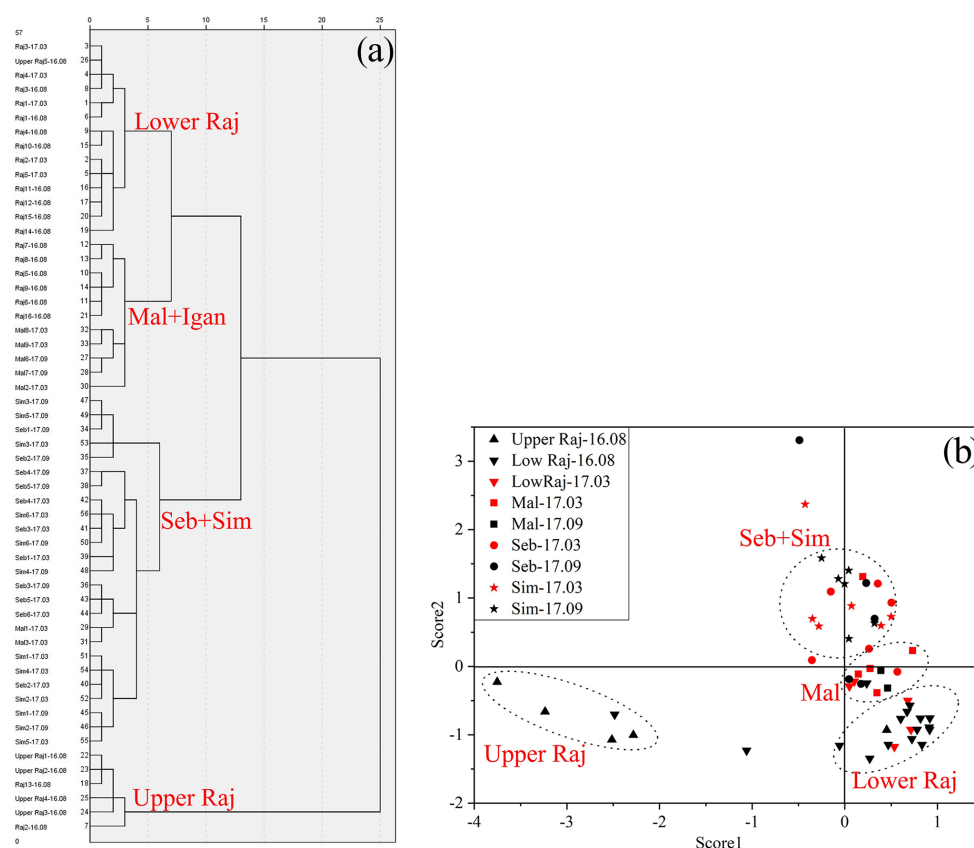 0 5 10 15 20 25
57
(a)
Raj3-17.03 3
Upper Raj5-16.08 26
Raj4-17.03 4
Raj3-16.08 8
Raj1-17.03 1
Raj1-16.08 6
Lower Raj
Raj4-16.08 9
Raj10-16.08 15
Raj2-17.03 2
Raj5-17.03 5
Raj11-16.08 16
Raj12-16.08 17
Raj15-16.08 20
Raj14-16.08 19
Raj7-16.08 12
Raj8-16.08 13
Raj5-16.08 10
Raj9-16.08 14
Raj6-16.08 11
Raj16-16.08 21
Mal+Igan
Mal8-17.03 32
Mal9-17.03 33
Mal6-17.09 27
Mal7-17.09 28
Mal2-17.03 30
Sim3-17.09 47
Sim5-17.09 49
Seb1-17.09 34
Sim3-17.03 53
Seb2-17.09 35
Seb4-17.09 37
Seb5-17.09 38
Seb4-17.03 42
Sim6-17.03 56
Seb+Sim
Seb3-17.03 41
Sim6-17.09 50
Seb1-17.03 39
Sim4-17.09 48
Seb3-17.09 36
Seb5-17.03 43
Seb6-17.03 44
Mal1-17.03 29
Mal3-17.03 31
Sim1-17.03 51
Sim4-17.03 54
Seb2-17.03 40
Sim2-17.03 52
Sim1-17.09 45
Sim2-17.09 46
Sim5-17.03 55
Upper Raj1-16.08 22
Upper Raj2-16.08 23
Raj13-16.08 18
Upper Raj4-16.08 25
Upper Raj
Upper Raj3-16.08 24
Raj2-16.08 7
0
(b)
Upper Raj-16.08
Low Raj-16.08
LowRaj-17.03
Mal-17.03
Mal-17.09
Seb-17.03
Seb-17.09
Sim-17.03
Sim-17.09
Seb+Sim
Mal
Upper Raj
Lower Raj
3
2
1
0
-1
-2
Score2
-4 -3 -2 -1 0 1
Score1